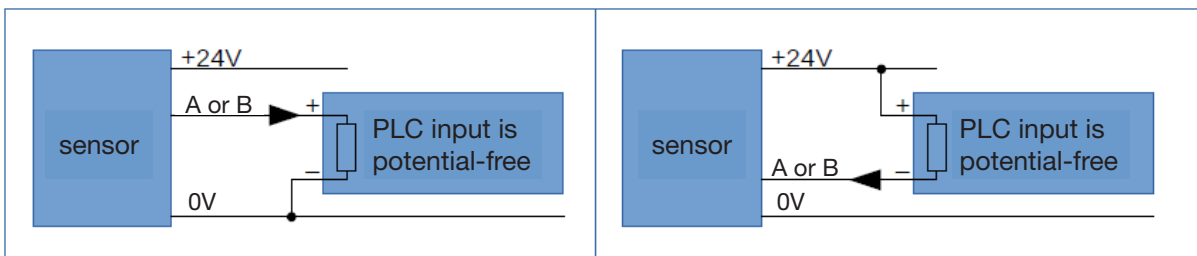 +24V
A or B
+
sensor
PLC input is
potential-free
–
0V
+24V
+
sensor
PLC input is
potential-free
A or B
–
0V